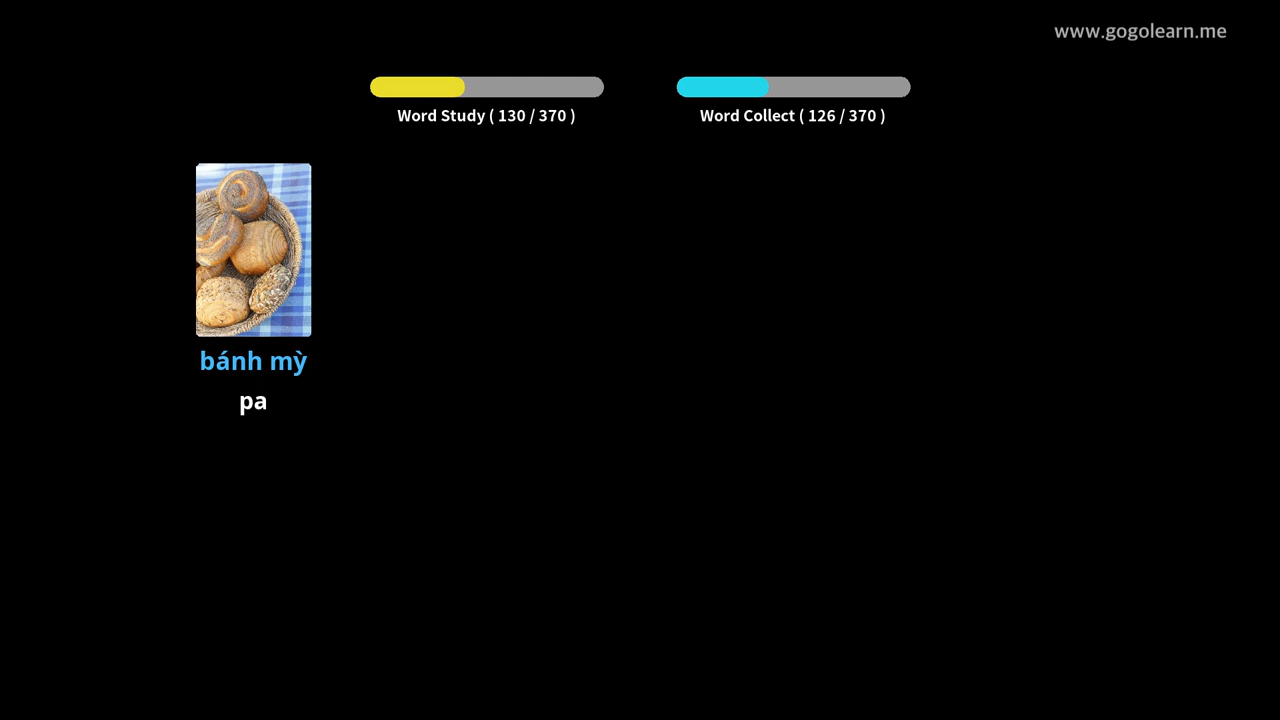 www.gogolearn.me
Word Study ( 130 / 370 )
Word Collect ( 126 / 370 )
bánh mỳ
pa